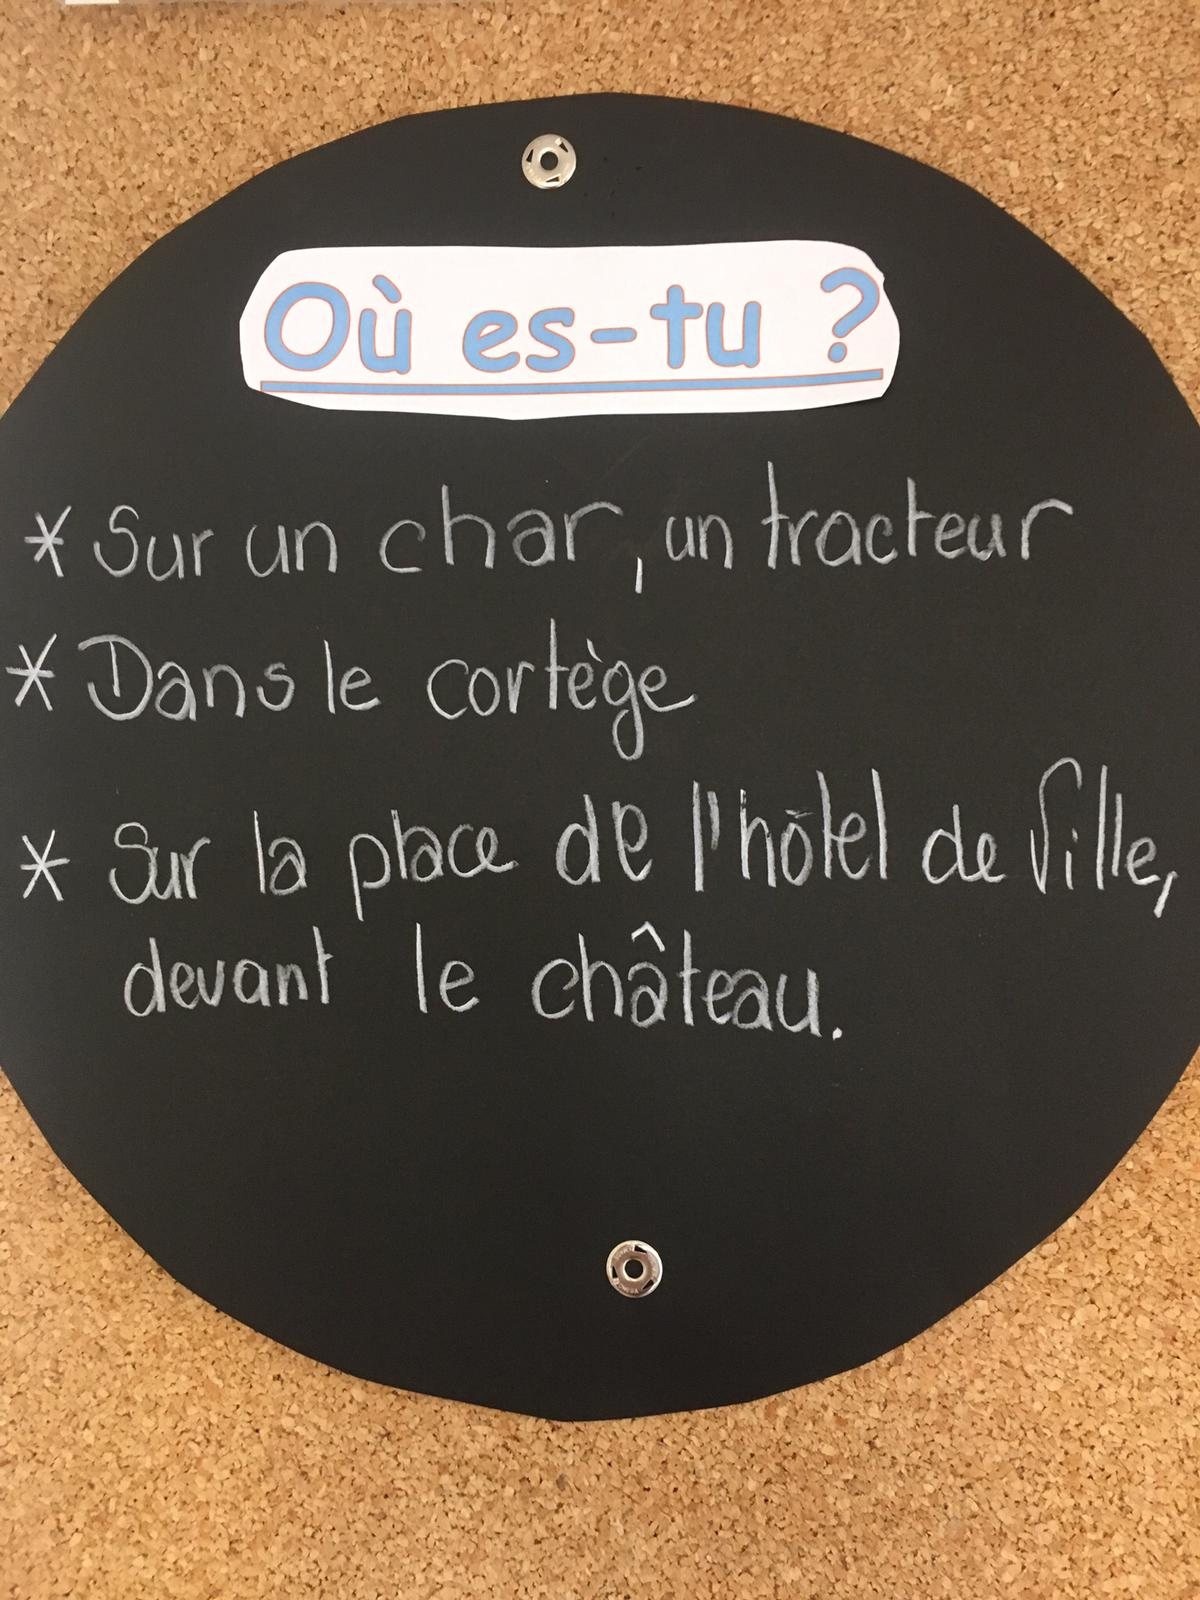 Où es-tu ?
* Sur un char, un tracteur
* Dans le cortège
* Sur la place de l'hôtel de Ville,
devant le château.